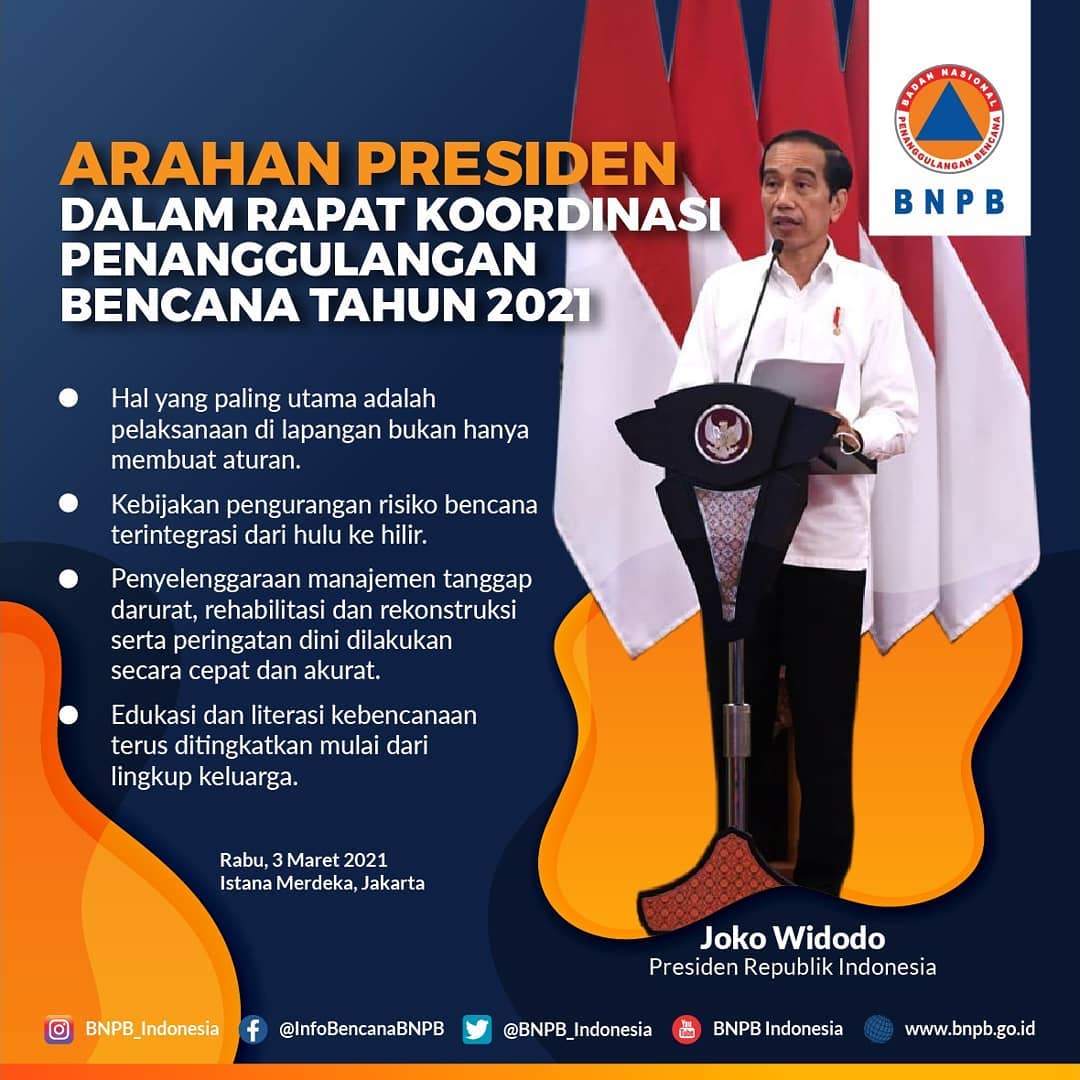 BADAN NASIONAL
PENANGGULANGAN BENCANA
BNPB
ARAHAN PRESIDEN
DALAM RAPAT KOORDINASI
PENANGGULANGAN
BENCANA TAHUN 2021
Hal yang paling utama adalah
pelaksanaan di lapangan bukan hanya
membuat aturan.
Kebijakan pengurangan risiko bencana
terintegrasi dari hulu ke hilir.
Penyelenggaraan manajemen tanggap
darurat, rehabilitasi dan rekonstruksi
serta peringatan dini dilakukan
secara cepat dan akurat.
Edukasi dan literasi kebencanaan
terus ditingkatkan mulai dari
lingkup keluarga.
Rabu, 3 Maret 2021
Istana Merdeka, Jakarta
Joko Widodo
Presiden Republik Indonesia
BNPB_Indonesia
@InfoBencanaBNPB
@BNPB_Indonesia
You Tube
BNPB Indonesia
www.bnpb.go.id